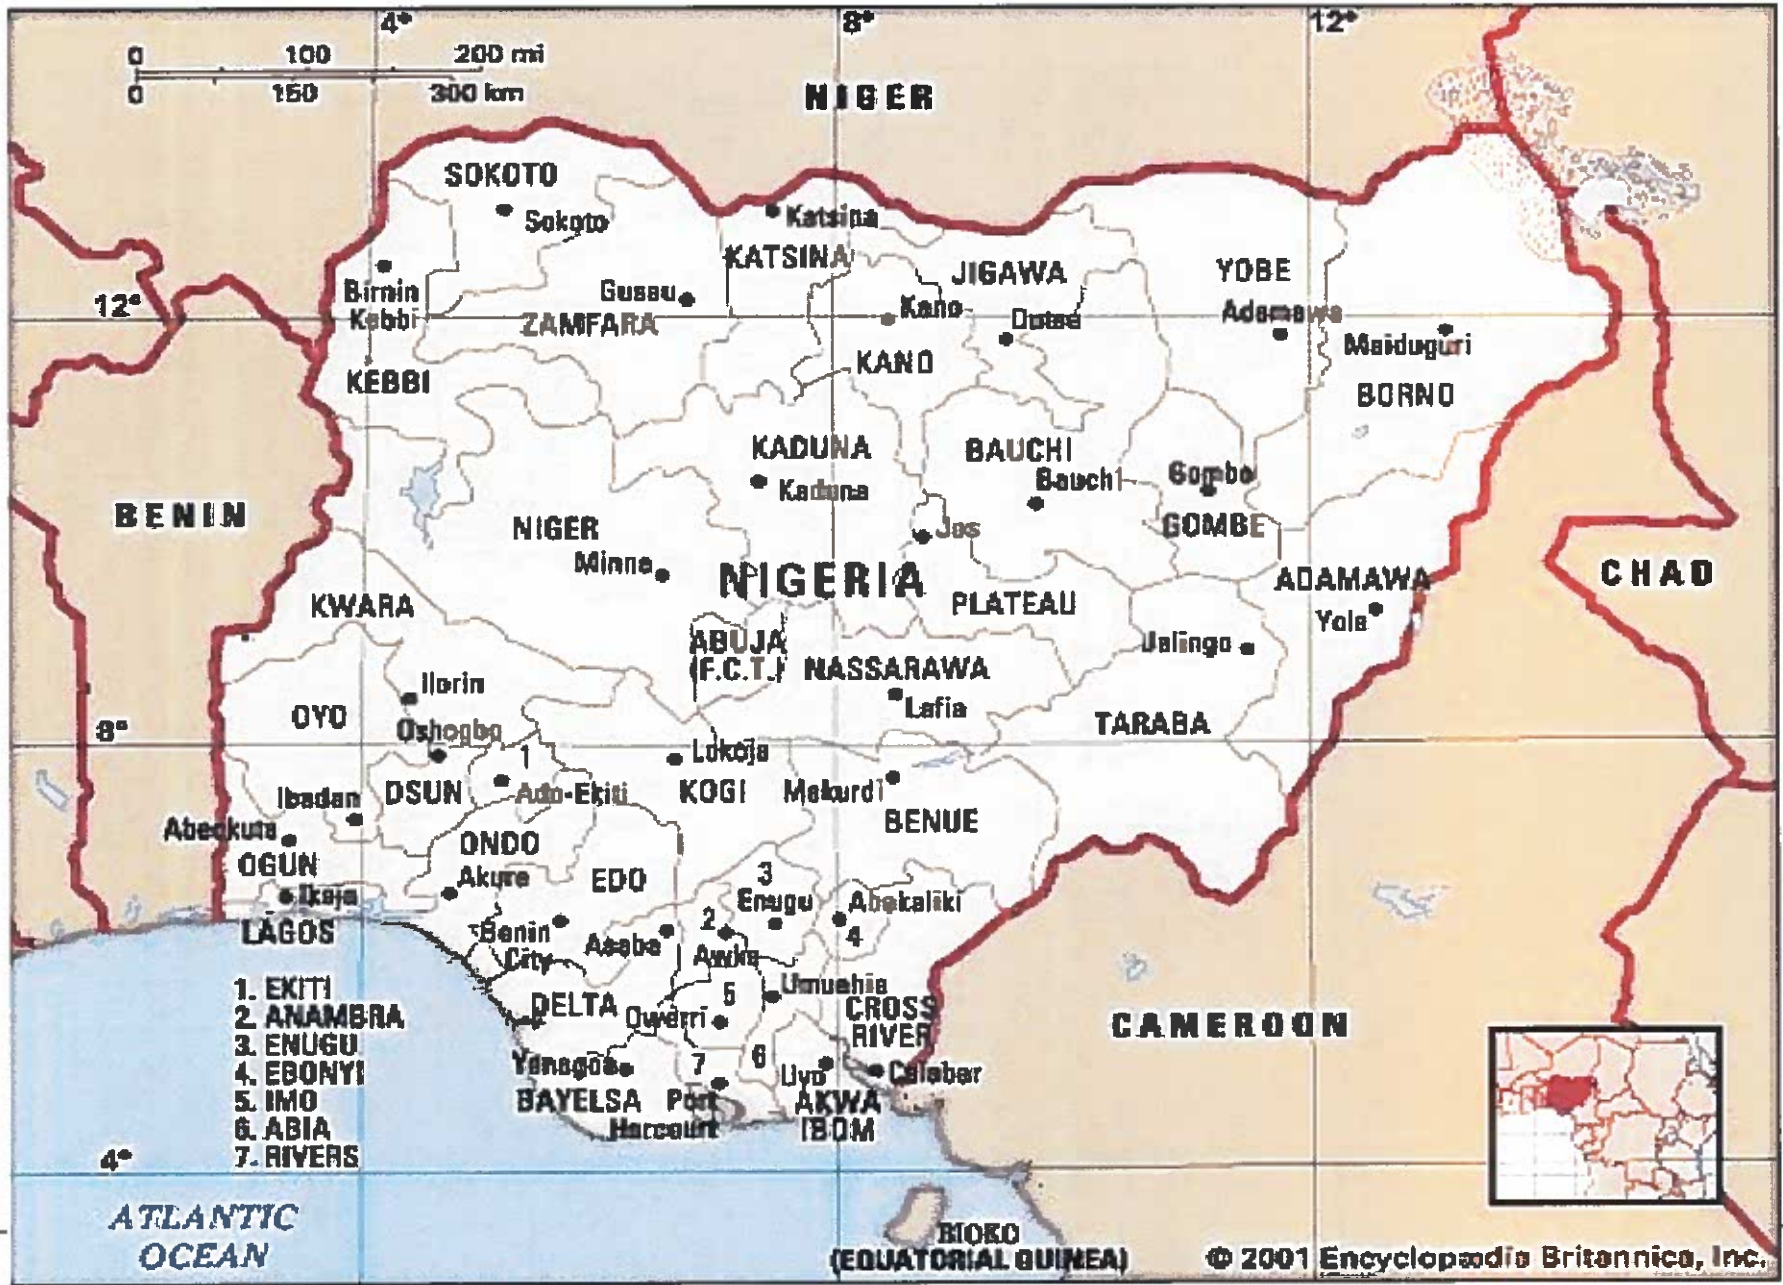 4° 8° 12°
0 100 200 mi
0 150 300 km
NIGER
SOKOTO
Sokoto
Katsina
KATSINA
JIGAWA
YOBE
Birnin
Kebbi
Gusau
12°
ZAMFARA
Kano
Dutse
Adamawa
Maiduguri
KEBBI
KANO
BORNO
KADUNA
Kaduna
BAUCHI
Bauchi
Gombo
GOMBE
BENIN
NIGER
Minna
Jos
NIGERIA
ADAMAWA
CHAD
KWARA
PLATEAU
Yola
ABUJA
(F.C.T.)
NASSARAWA
Jalingo
Ilorin
Lafia
OYO
TARABA
Oshogbo
8°
1
Lokoja
OSUN
Ado-Ekiti
KOGI
Makurdi
Ibadan
BENUE
Abeokuta
ONDO
OGUN
Akure
EDO
3
Enugu
Abakaliki
Ikeja
LAGOS
Benin
City
Asaba
2
Awka
4
1. EKITI
2. ANAMBRA
3. ENUGU
4. EBONYI
5. IMO
6. ABIA
7. RIVERS
DELTA
Owerri
5
Umuahia
CROSS
RIVER
CAMEROON
Yenagoa
7
6
Uyo
Calabar
BAYELSA
Port
Harcourt
AKWA
IBOM
4°
ATLANTIC
OCEAN
BIOKO
(EQUATORIAL GUINEA)
© 2001 Encyclopædia Britannica, Inc.